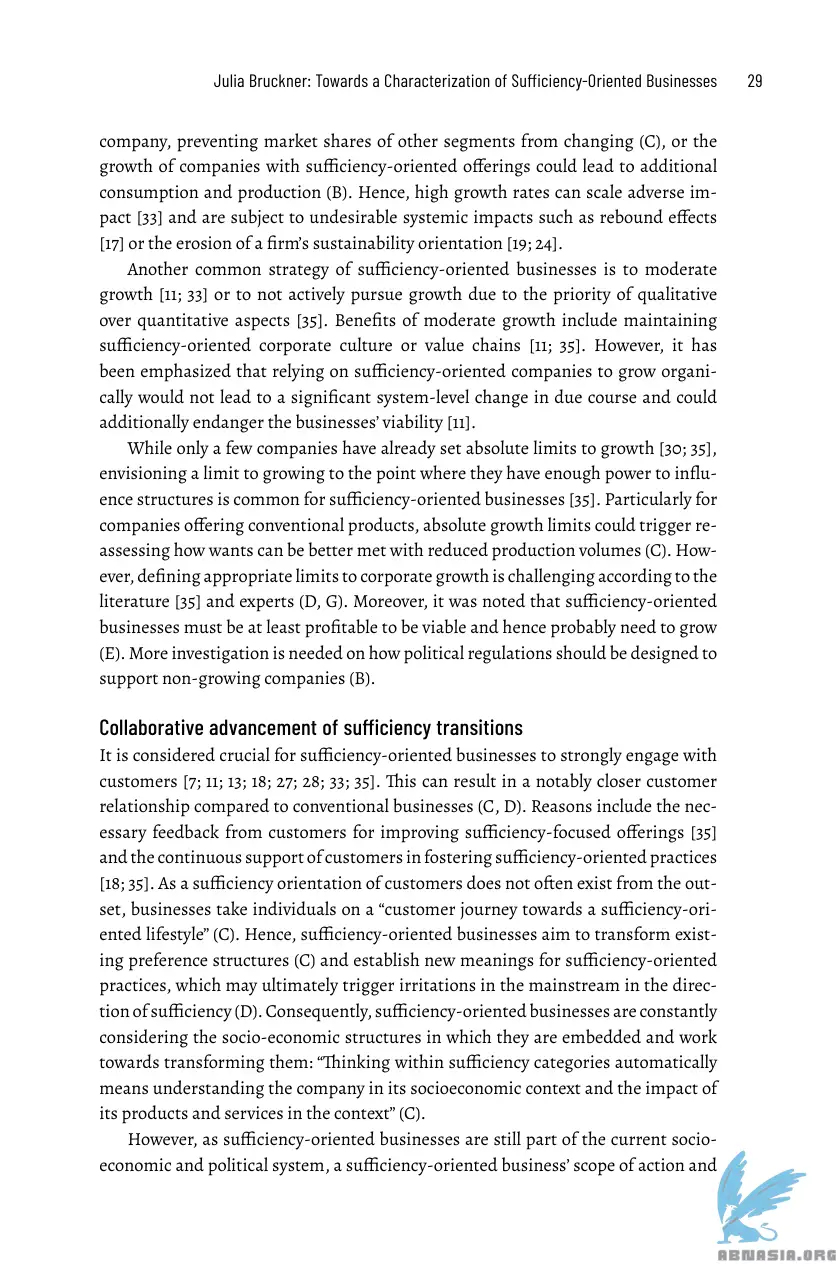 Julia Bruckner: Towards a Characterization of Sufficiency-Oriented Businesses 29
company, preventing market shares of other segments from changing (C), or the
growth of companies with sufficiency-oriented offerings could lead to additional
consumption and production (B). Hence, high growth rates can scale adverse im-
pact [33] and are subject to undesirable systemic impacts such as rebound effects
[17] or the erosion of a firm's sustainability orientation [19; 24].
Another common strategy of sufficiency-oriented businesses is to moderate
growth [11; 33] or to not actively pursue growth due to the priority of qualitative
over quantitative aspects [35]. Benefits of moderate growth include maintaining
sufficiency-oriented corporate culture or value chains [11; 35]. However, it has
been emphasized that relying on sufficiency-oriented companies to grow organi-
cally would not lead to a significant system-level change in due course and could
additionally endanger the businesses' viability [11].
While only a few companies have already set absolute limits to growth [30; 35],
envisioning a limit to growing to the point where they have enough power to influ-
ence structures is common for sufficiency-oriented businesses [35]. Particularly for
companies offering conventional products, absolute growth limits could trigger re-
assessing how wants can be better met with reduced production volumes (C). How-
ever, defining appropriate limits to corporate growth is challenging according to the
literature [35] and experts (D, G). Moreover, it was noted that sufficiency-oriented
businesses must be at least profitable to be viable and hence probably need to grow
(E). More investigation is needed on how political regulations should be designed to
support non-growing companies (B).
Collaborative advancement of sufficiency transitions
It is considered crucial for sufficiency-oriented businesses to strongly engage with
customers [7; 11; 13; 18; 27; 28; 33; 35]. This can result in a notably closer customer
relationship compared to conventional businesses (C, D). Reasons include the nec-
essary feedback from customers for improving sufficiency-focused offerings [35]
and the continuous support of customers in fostering sufficiency-oriented practices
[18; 35]. As a sufficiency orientation of customers does not often exist from the out-
set, businesses take individuals on a “customer journey towards a sufficiency-ori-
ented lifestyle” (C). Hence, sufficiency-oriented businesses aim to transform exist-
ing preference structures (C) and establish new meanings for sufficiency-oriented
practices, which may ultimately trigger irritations in the mainstream in the direc-
tion of sufficiency (D). Consequently, sufficiency-oriented businesses are constantly
considering the socio-economic structures in which they are embedded and work
towards transforming them: “Thinking within sufficiency categories automatically
means understanding the company in its socioeconomic context and the impact of
its products and services in the context” (C).
However, as sufficiency-oriented businesses are still part of the current socio-
economic and political system, a sufficiency-oriented business' scope of action and
ABNASIA.ORG